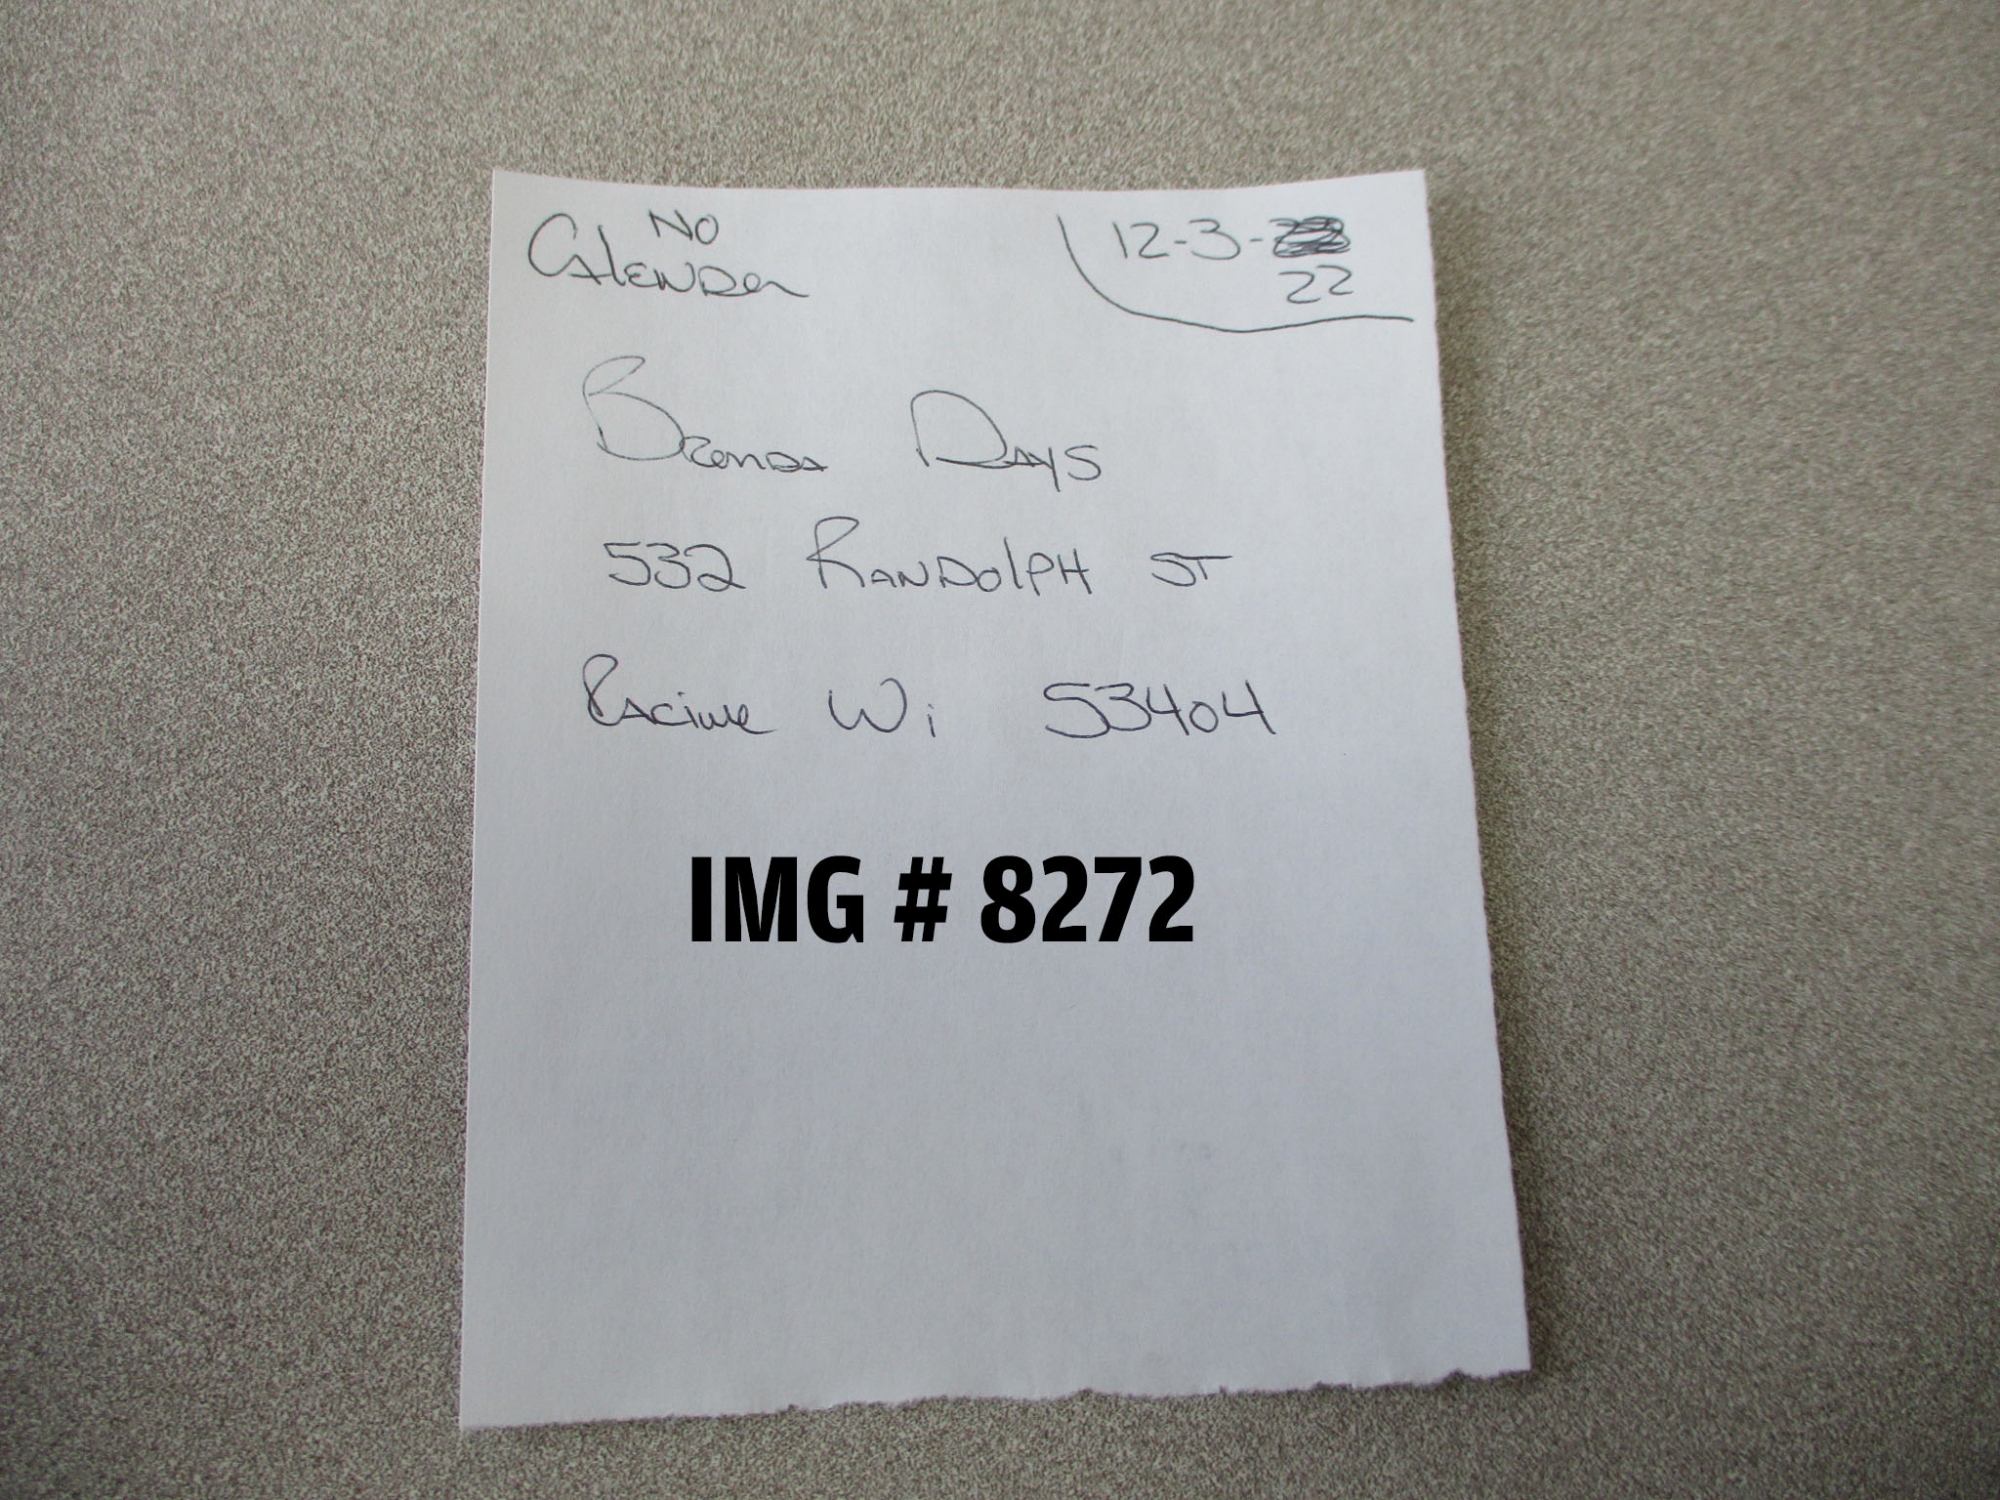 NO
Calender
12-3-
22
Brenda Days
532 Randolph ST
Racine Wi 53404
IMG # 8272